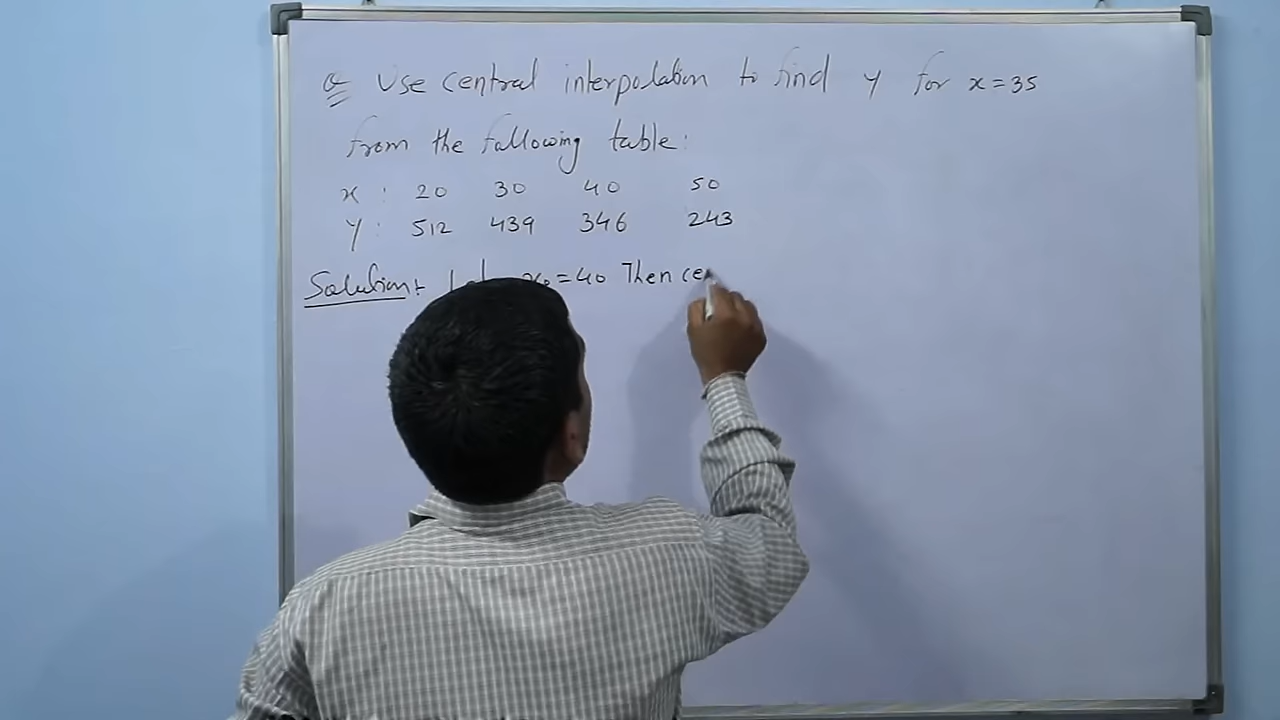 Q Use central interpolation to find y for x=35
from the following table:
x : 20 30 40 50
y : 512 439 346 243
Solution:- x₀=40 Then ce